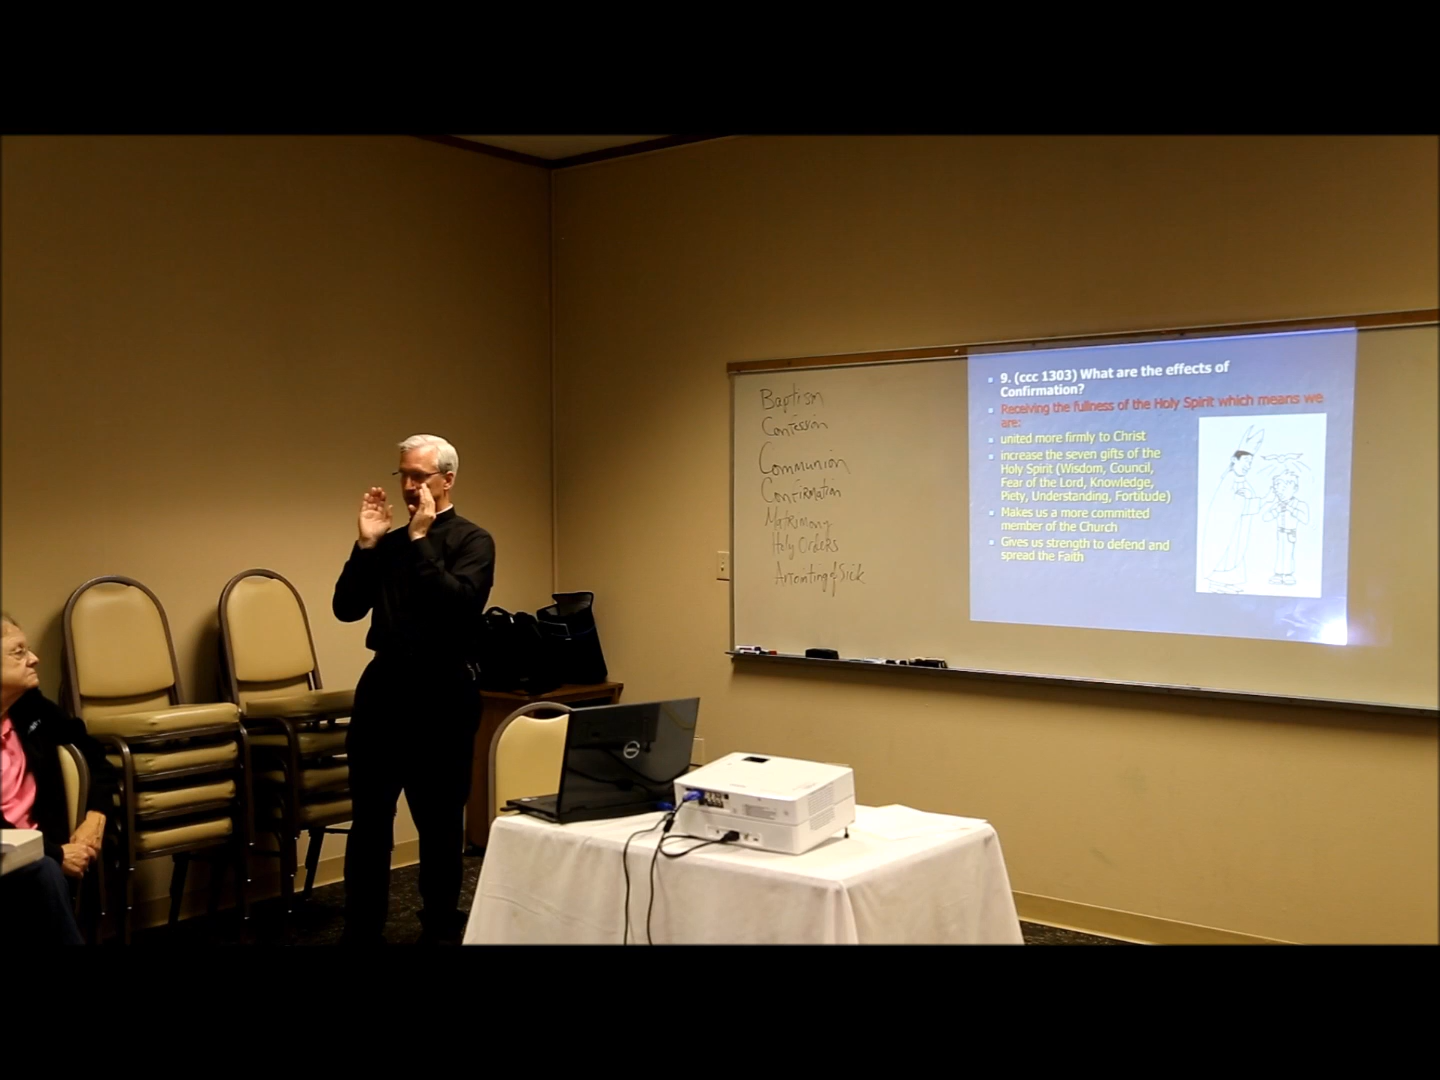 Baptism
Confession
Communion
Confirmation
Matrimony
Holy Orders
Anointing of Sick
9. (ccc 1303) What are the effects of
Confirmation?
Receiving the fullness of the Holy Spirit which means we
are:
united more firmly to Christ
increase the seven gifts of the
Holy Spirit (Wisdom, Council,
Fear of the Lord, Knowledge,
Piety, Understanding, Fortitude)
Makes us a more committed
member of the Church
Gives us strength to defend and
spread the Faith
DELL